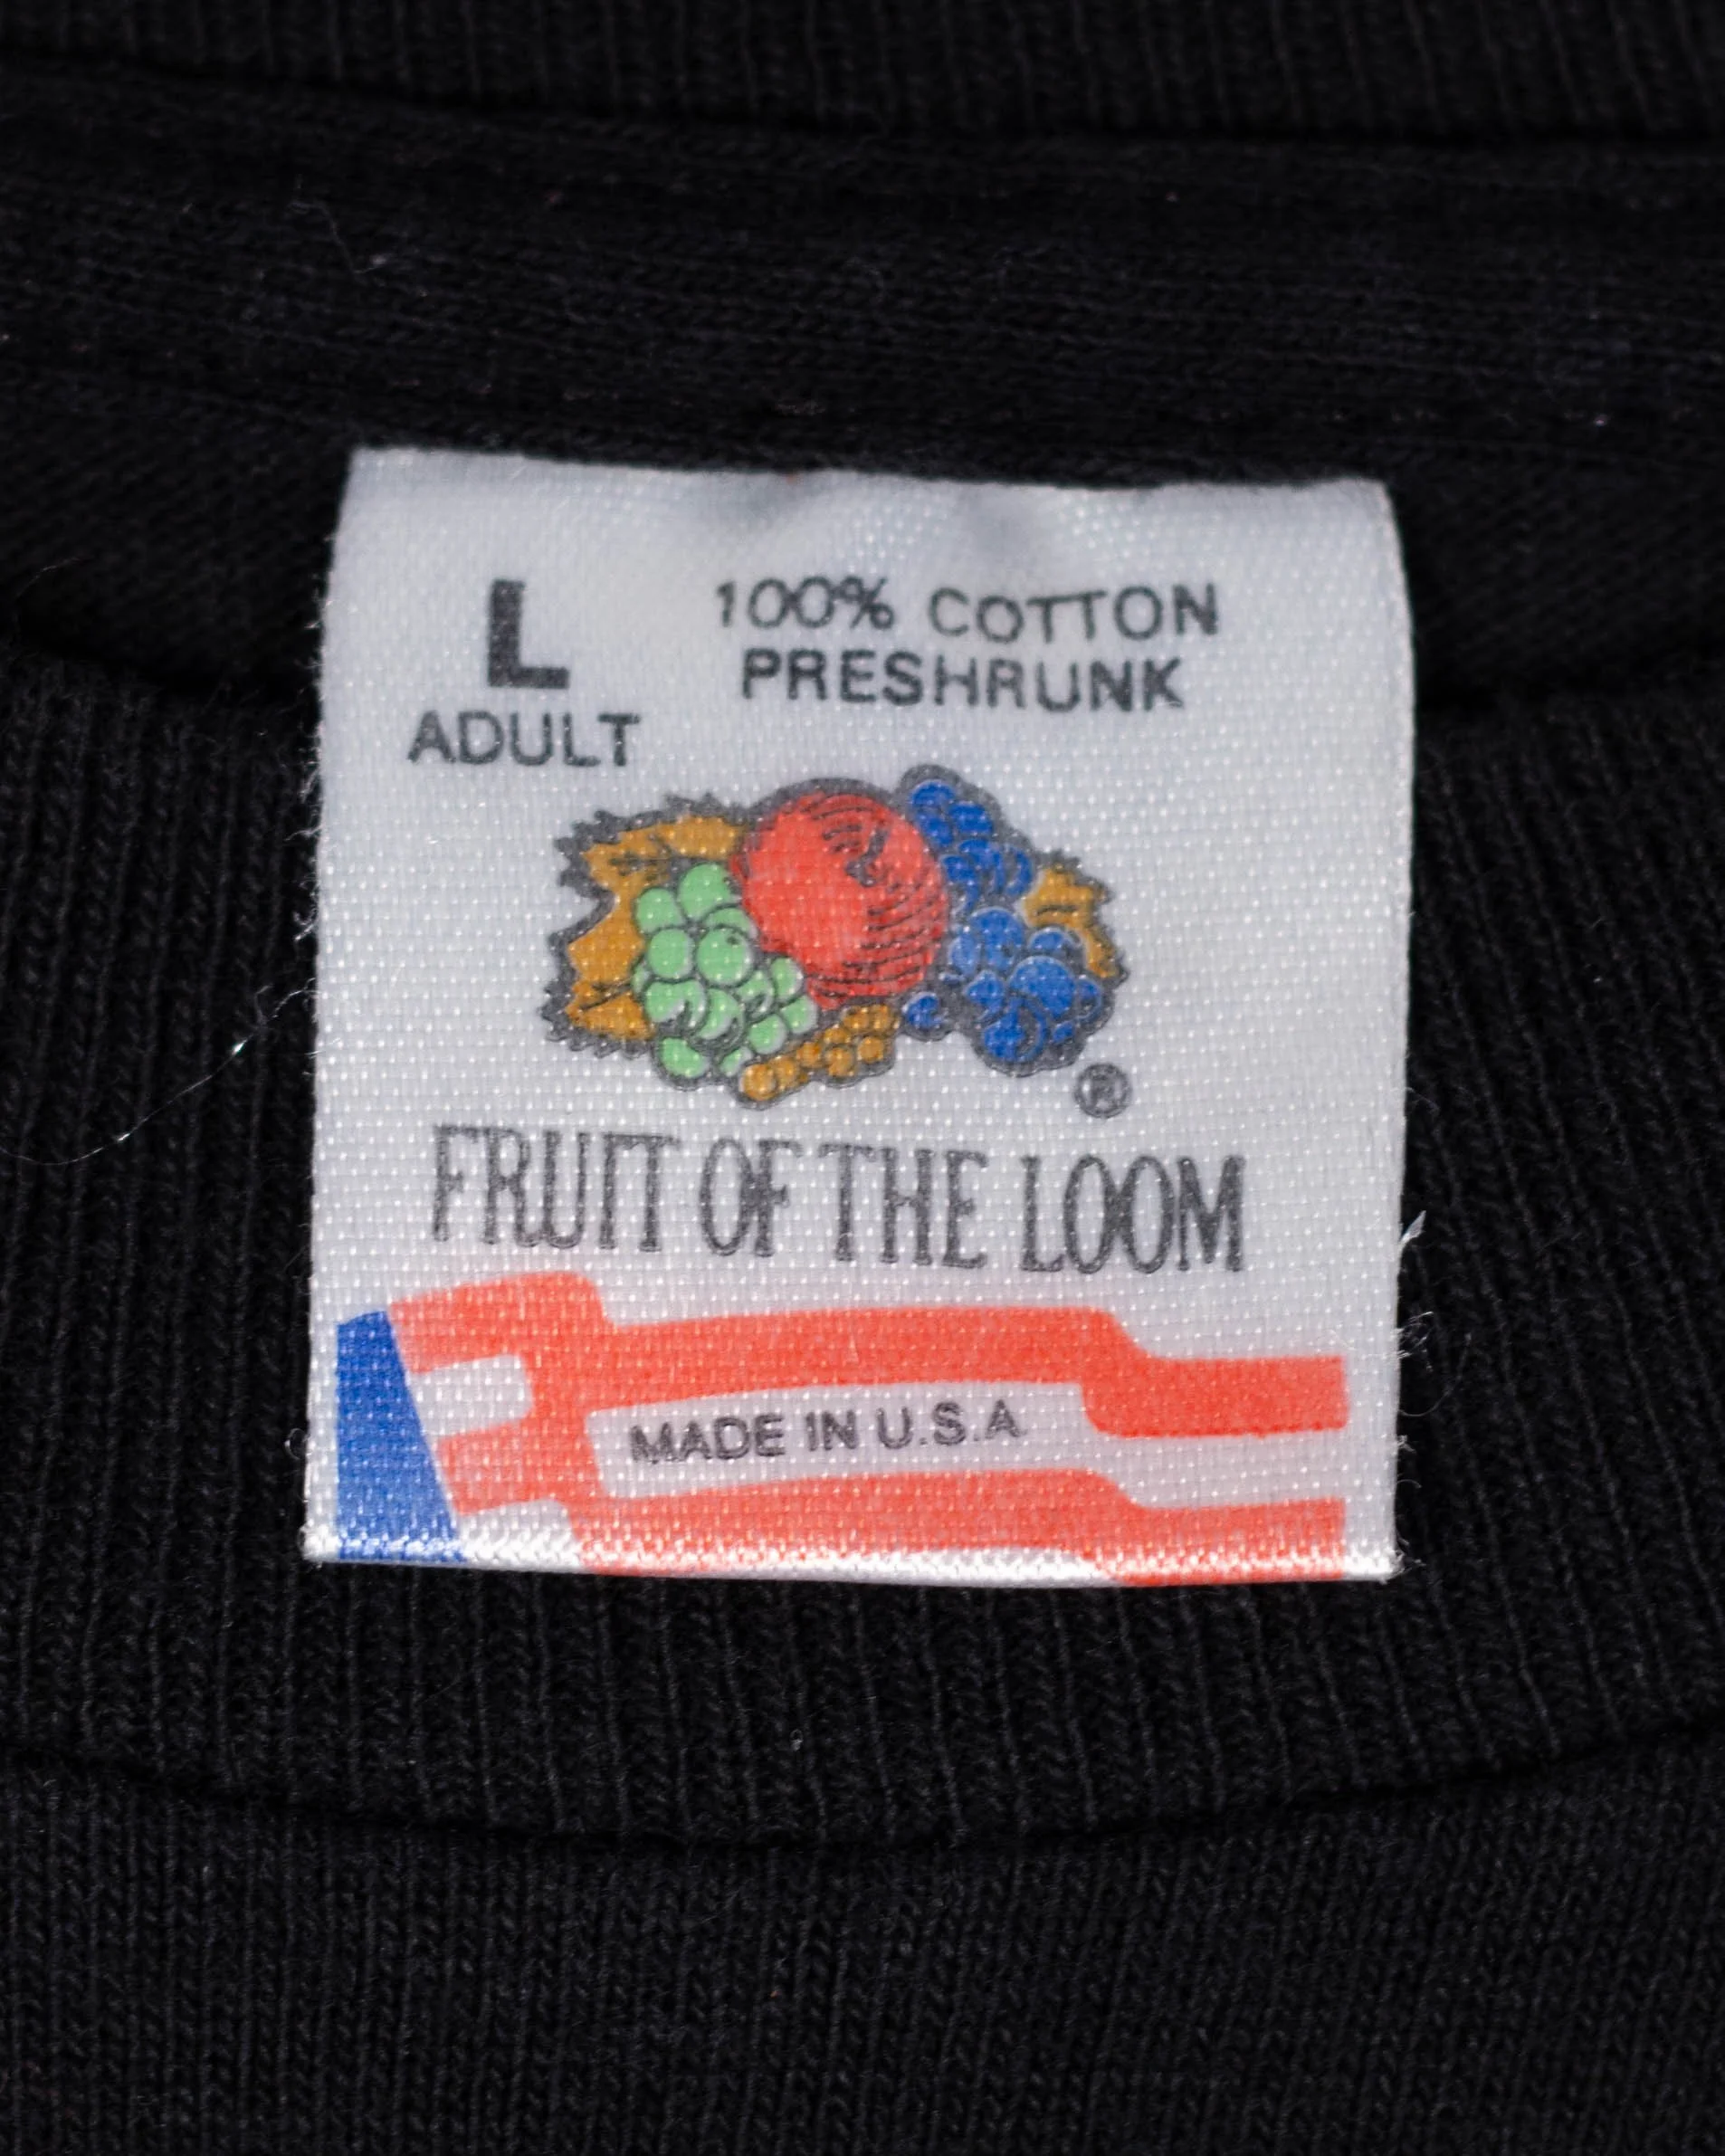 L
ADULT
100% COTTON
PRESHRUNK
®
FRUIT OF THE LOOM
MADE IN U.S.A